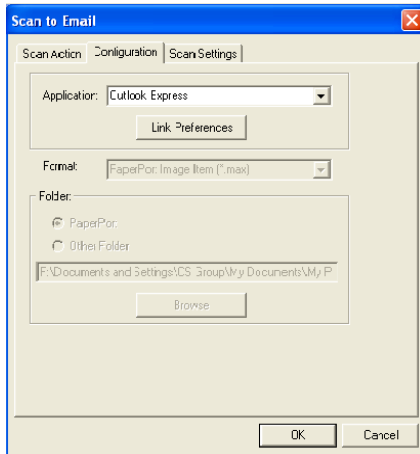 Scan to Email
Scan Action Configuration Scan Settings
Application: Outlook Express
Link Preferences
Format: PaperPort Image Item (*.max)
Folder:
PaperPort
Other Folder
F:\Documents and Settings\CS Group\My Documents\My P
Browse
OK Cancel